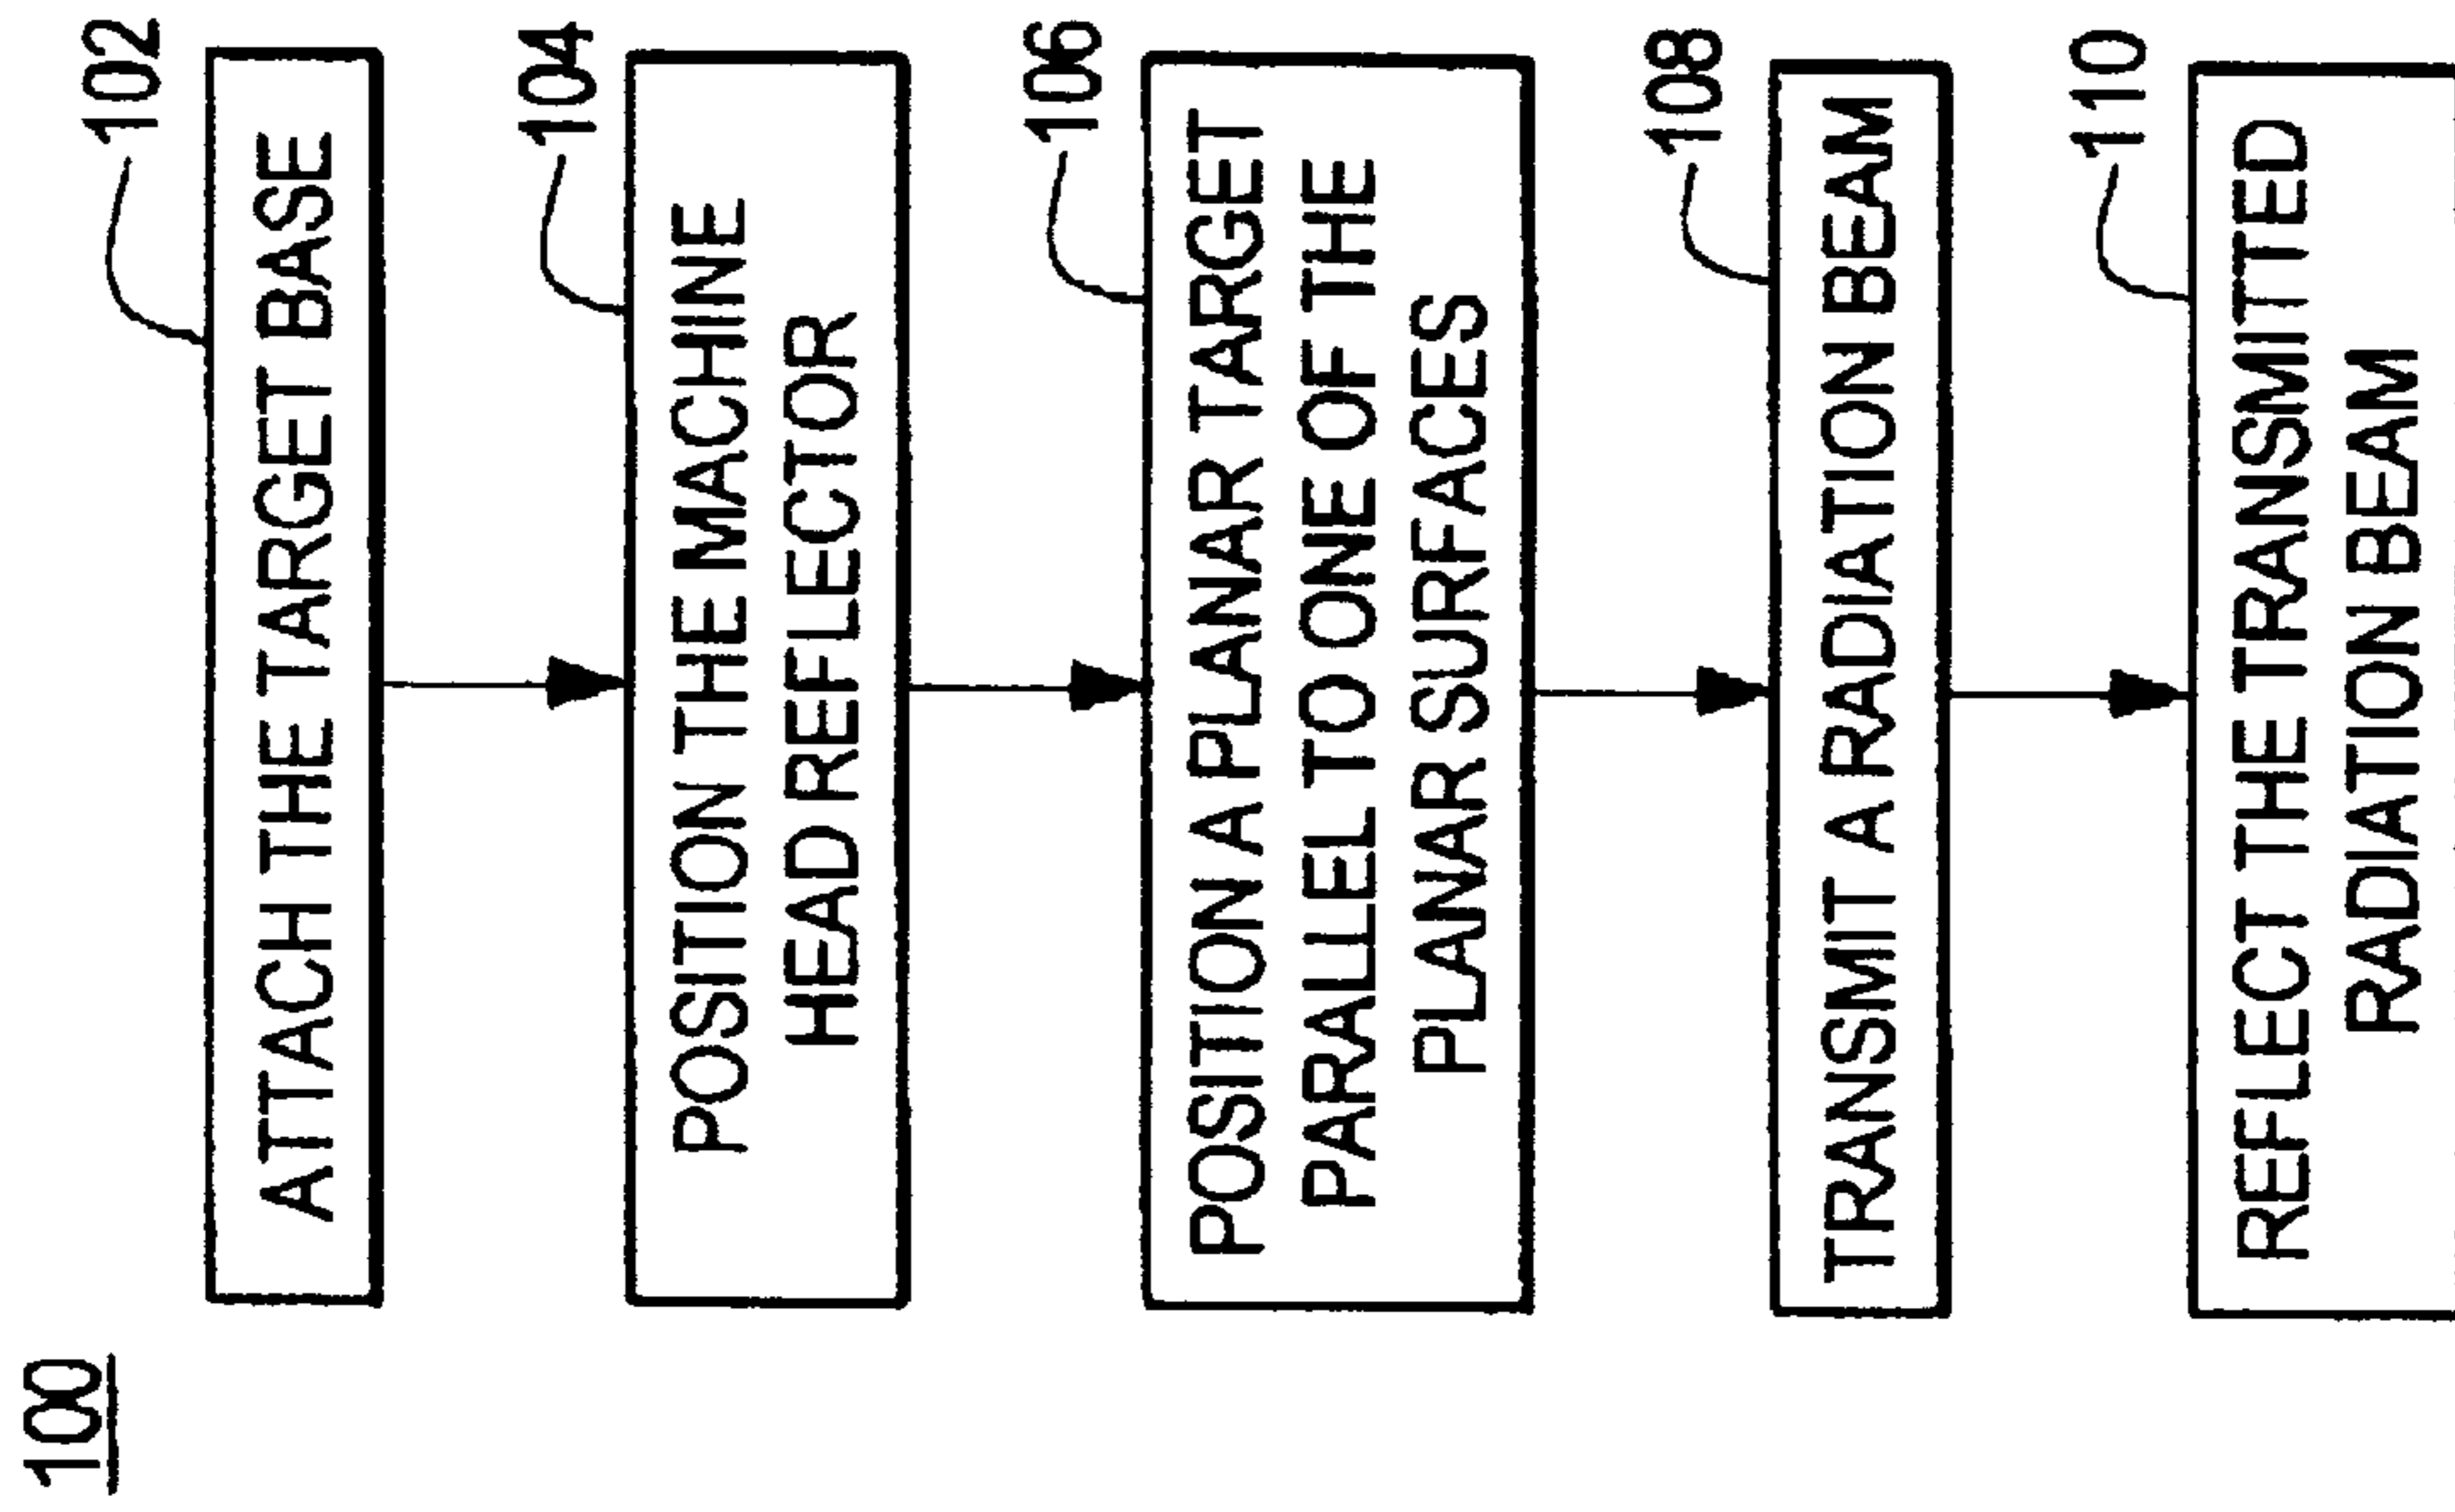 100
102
ATTACH THE TARGET BASE
104
POSITION THE MACHINE
HEAD REFLECTOR
106
POSITION A PLANAR TARGET
PARALLEL TO ONE OF THE
PLANAR SURFACES
108
TRANSMIT A RADIATION BEAM
110
REFLECT THE TRANSMITTED
RADIATION BEAM